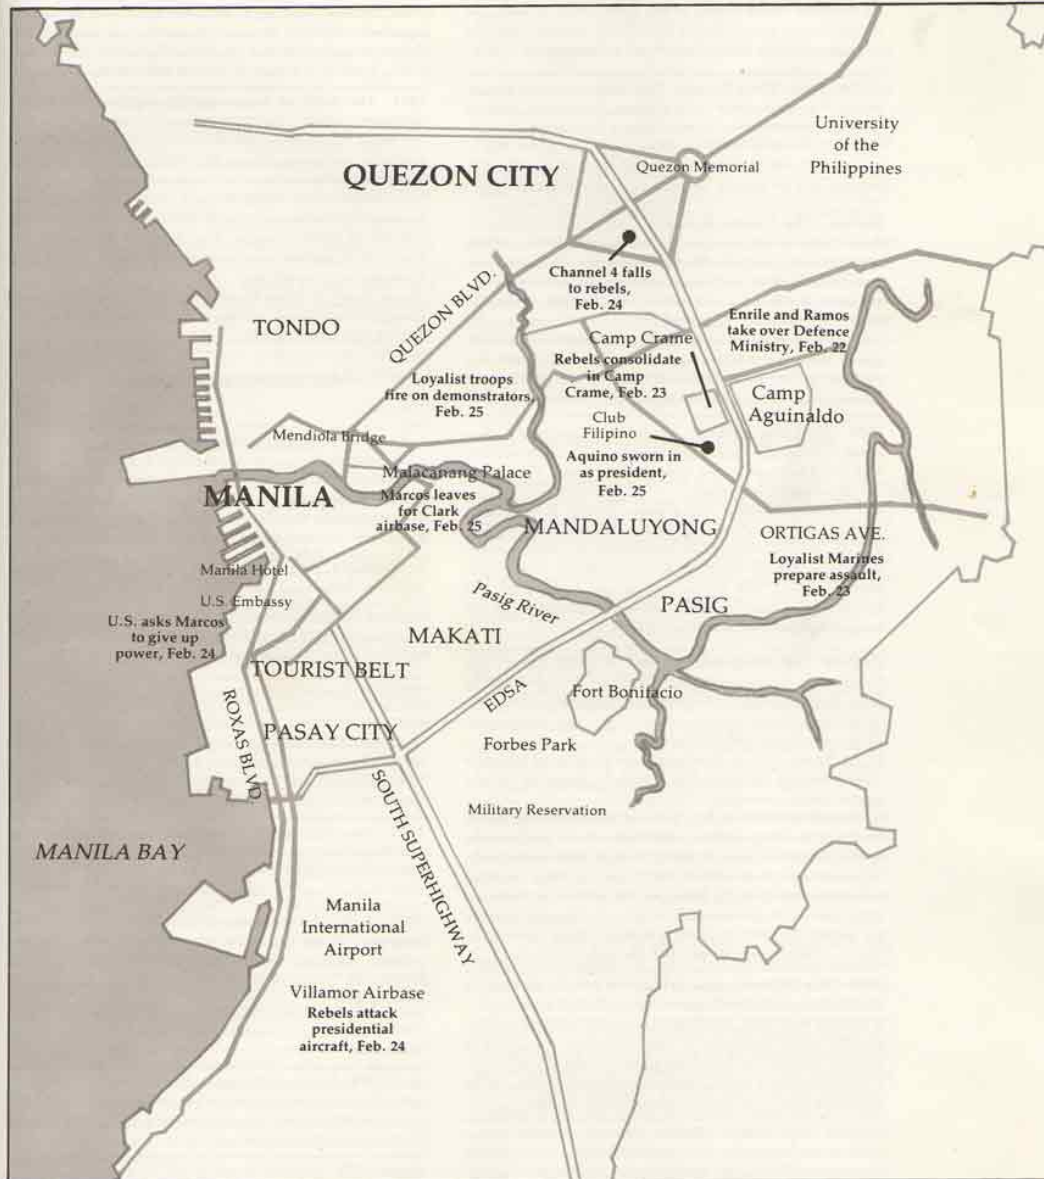 University
of the
Philippines
QUEZON CITY
Quezon Memorial
Channel 4 falls
to rebels,
Feb. 24
QUEZON BLVD.
TONDO
Enrile and Ramos
take over Defence
Ministry, Feb. 22
Camp Crame
Rebels consolidate
in Camp
Crame, Feb. 23
Loyalist troops
fire on demonstrators,
Feb. 25
Camp
Aguinaldo
Club
Filipino
Aquino sworn in
as president,
Feb. 25
Mendiola Bridge
Malacanang Palace
Marcos leaves
for Clark
airbase, Feb. 25
MANILA
MANDALUYONG
ORTIGAS AVE.
Loyalist Marines
prepare assault,
Feb. 23
Manila Hotel
U.S. Embassy
U.S. asks Marcos
to give up
power, Feb. 24
Pasig River
PASIG
MAKATI
TOURIST BELT
EDSA
Fort Bonifacio
ROXAS BLVD.
PASAY CITY
Forbes Park
SOUTH SUPERHIGHWAY
Military Reservation
MANILA BAY
Manila
International
Airport
Villamor Airbase
Rebels attack
presidential
aircraft, Feb. 24